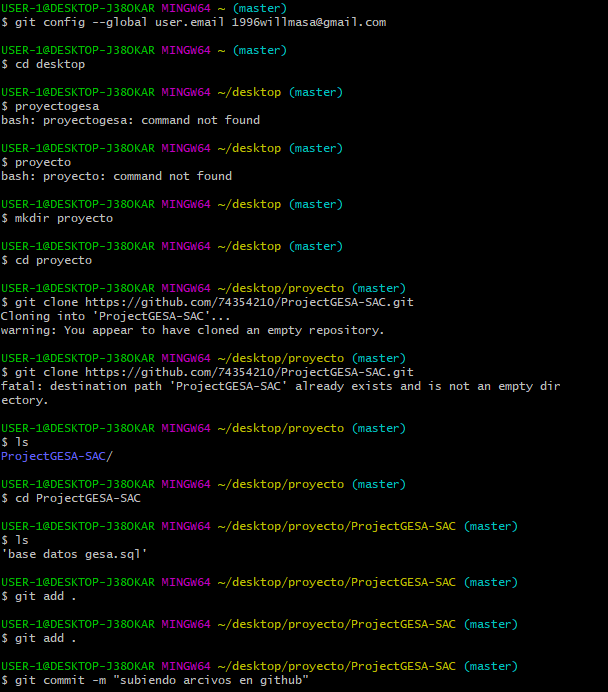 USER-1@DESKTOP-J38OKAR MINGW64 ~ (master)
$ git config --global user.email 1996willmasa@gmail.com
USER-1@DESKTOP-J38OKAR MINGW64 ~ (master)
$ cd desktop
USER-1@DESKTOP-J38OKAR MINGW64 ~/desktop (master)
$ proyectogesa
bash: proyectogesa: command not found
USER-1@DESKTOP-J38OKAR MINGW64 ~/desktop (master)
$ proyecto
bash: proyecto: command not found
USER-1@DESKTOP-J38OKAR MINGW64 ~/desktop (master)
$ mkdir proyecto
USER-1@DESKTOP-J38OKAR MINGW64 ~/desktop (master)
$ cd proyecto
USER-1@DESKTOP-J38OKAR MINGW64 ~/desktop/proyecto (master)
$ git clone https://github.com/74354210/ProjectGESA-SAC.git
Cloning into 'ProjectGESA-SAC'...
warning: You appear to have cloned an empty repository.
USER-1@DESKTOP-J38OKAR MINGW64 ~/desktop/proyecto (master)
$ git clone https://github.com/74354210/ProjectGESA-SAC.git
fatal: destination path 'ProjectGESA-SAC' already exists and is not an empty dir
ectory.
USER-1@DESKTOP-J38OKAR MINGW64 ~/desktop/proyecto (master)
$ ls
ProjectGESA-SAC/
USER-1@DESKTOP-J38OKAR MINGW64 ~/desktop/proyecto (master)
$ cd ProjectGESA-SAC
USER-1@DESKTOP-J38OKAR MINGW64 ~/desktop/proyecto/ProjectGESA-SAC (master)
$ ls
'base datos gesa.sql'
USER-1@DESKTOP-J38OKAR MINGW64 ~/desktop/proyecto/ProjectGESA-SAC (master)
$ git add .
USER-1@DESKTOP-J38OKAR MINGW64 ~/desktop/proyecto/ProjectGESA-SAC (master)
$ git add .
USER-1@DESKTOP-J38OKAR MINGW64 ~/desktop/proyecto/ProjectGESA-SAC (master)
$ git commit -m "subiendo arcivos en github"